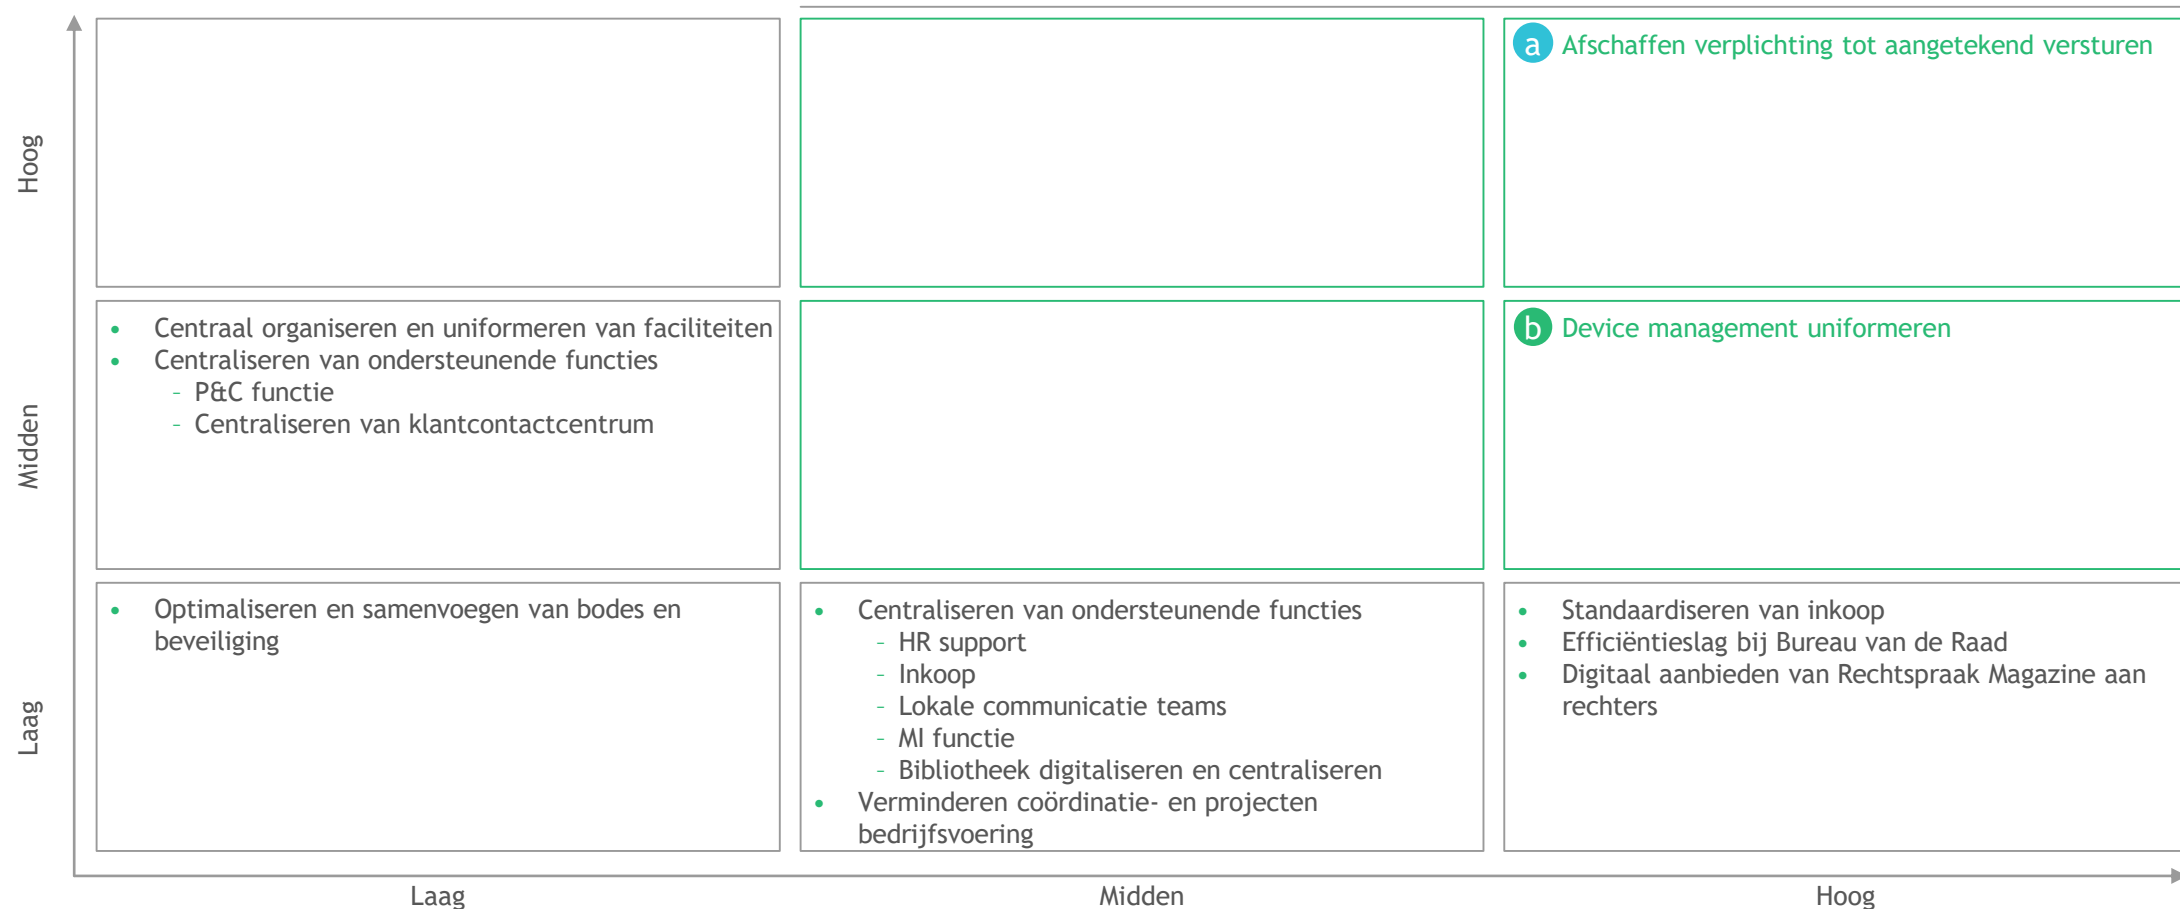 Hoog
a Afschaffen verplichting tot aangetekend versturen
Midden
• Centraal organiseren en uniformeren van faciliteiten
• Centraliseren van ondersteunende functies
- P&C functie
- Centraliseren van klantcontactcentrum
b Device management uniformeren
Laag
• Optimaliseren en samenvoegen van bodes en
beveiliging
• Centraliseren van ondersteunende functies
- HR support
- Inkoop
- Lokale communicatie teams
- MI functie
- Bibliotheek digitaliseren en centraliseren
• Verminderen coördinatie- en projecten
bedrijfsvoering
• Standaardiseren van inkoop
• Efficiëntieslag bij Bureau van de Raad
• Digitaal aanbieden van Rechtspraak Magazine aan
rechters
Laag
Midden
Hoog